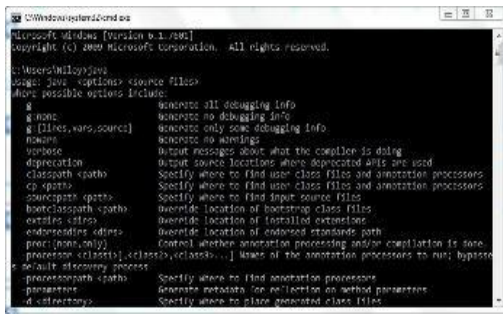 C:\Windows\system32\cmd.exe
Microsoft Windows [Version 6.1.7601]
Copyright (c) 2009 Microsoft Corporation.  All rights reserved.
C:\Users\Miley>java
Usage: java <options> <source files>
where possible options include:
g Generate all debugging info
g:none Generate no debugging info
g:{lines,vars,source} Generate only some debugging info
nowarn Generate no warnings
verbose Output messages about what the compiler is doing
deprecation Output source locations where deprecated APIs are used
classpath <path> Specify where to find user class files and annotation processors
cp <path> Specify where to find user class files and annotation processors
sourcepath <path> Specify where to find input source files
bootclasspath <path> Override location of bootstrap class files
extdirs <dirs> Override location of installed extensions
endorseddirs <dirs> Override location of endorsed standards path
proc:{none,only} Control whether annotation processing and/or compilation is done.
-processor <class1>[,<class2>,<class3>...] Names of the annotation processors to run; bypasse
s default discovery process
-processorpath <path> Specify where to find annotation processors
-parameters Generate metadata for reflection on method parameters
-d <directory> Specify where to place generated class files